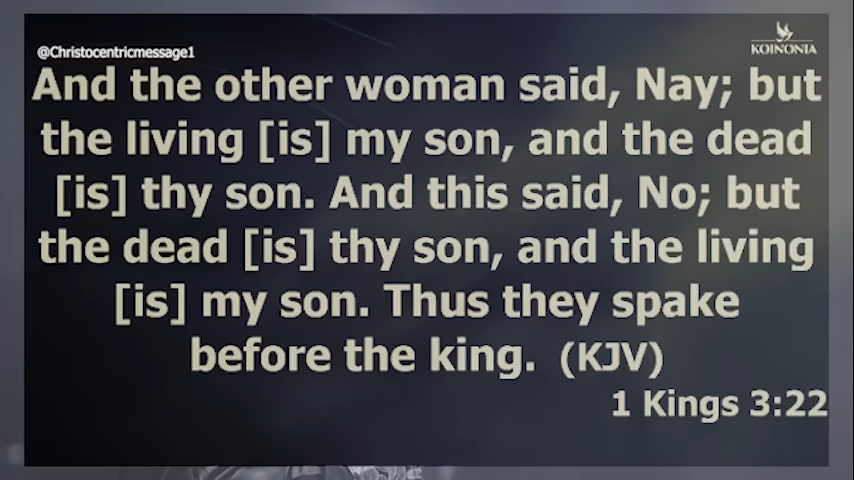 @Christocentricmessage1
KOINONIA
And the other woman said, Nay; but
the living [is] my son, and the dead
[is] thy son. And this said, No; but
the dead [is] thy son, and the living
[is] my son. Thus they spake
before the king. (KJV)
1 Kings 3:22